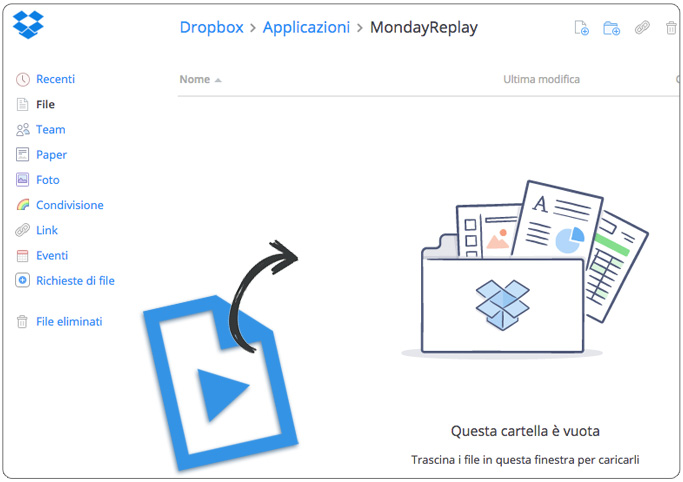 Dropbox > Applicazioni > MondayReplay
Nome
Ultima modifica
Recenti
File
Team
Paper
Foto
Condivisione
Link
Eventi
Richieste di file
File eliminati
A
Questa cartella è vuota
Trascina i file in questa finestra per caricarli